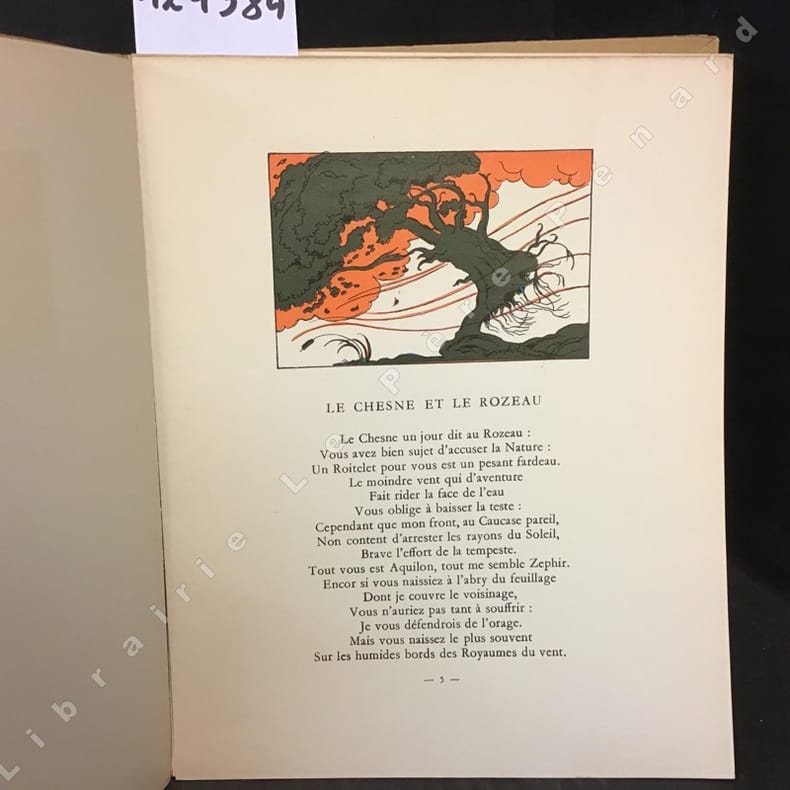 LE CHESNE ET LE ROZEAU
Le Chesne un jour dit au Rozeau :
Vous avez bien sujet d'accuser la Nature :
Un Roitelet pour vous est un pesant fardeau.
Le moindre vent qui d'aventure
Fait rider la face de l'eau
Vous oblige à baisser la teste :
Cependant que mon front, au Caucase pareil,
Non content d'arrester les rayons du Soleil,
Brave l'effort de la tempeste.
Tout vous est Aquilon, tout me semble Zephir.
Encor si vous naissiez à l'abry du feuillage
Dont je couvre le voisinage,
Vous n'auriez pas tant à souffrir :
Je vous défendrois de l'orage.
Mais vous naissez le plus souvent
Sur les humides bords des Royaumes du vent.
— 5 —
Librairie Le Père Pénard